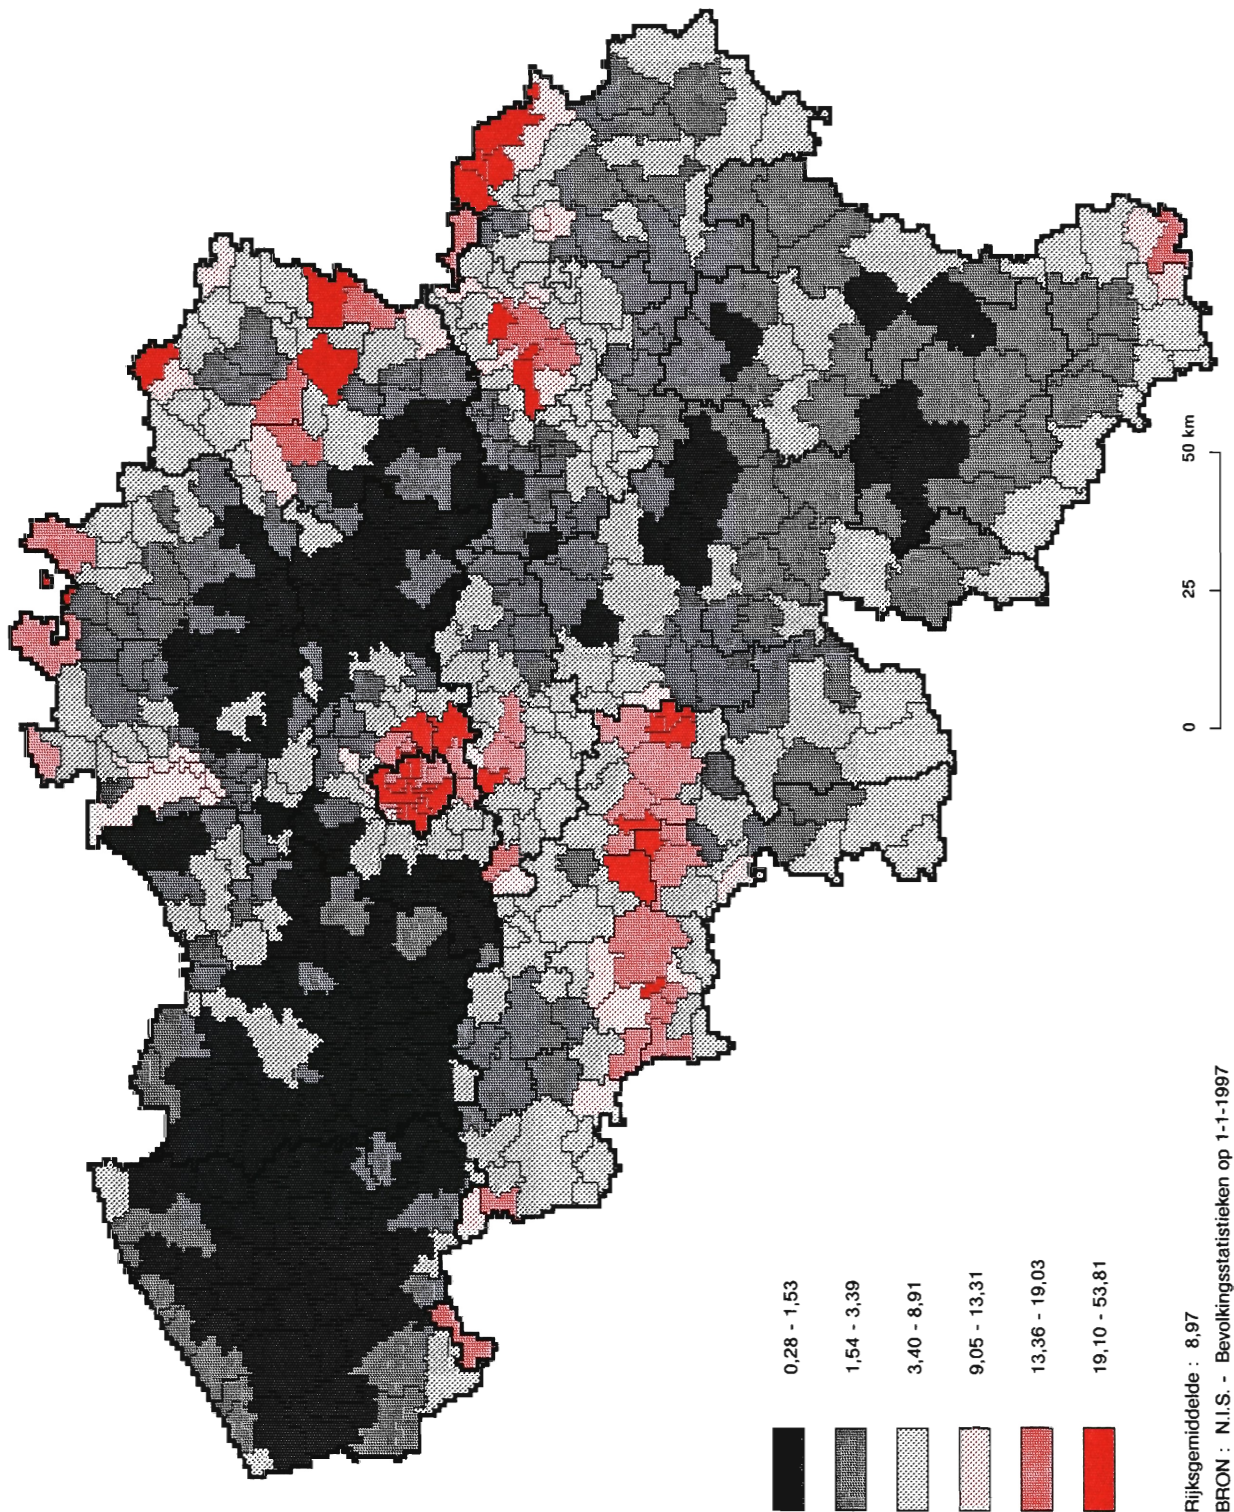 0 25 50 km
0,28 - 1,53
1,54 - 3,39
3,40 - 8,91
9,05 - 13,31
13,36 - 19,03
19,10 - 53,81
Rijksgemiddelde : 8,97
BRON : N.I.S. - Bevolkingsstatistieken op 1-1-1997